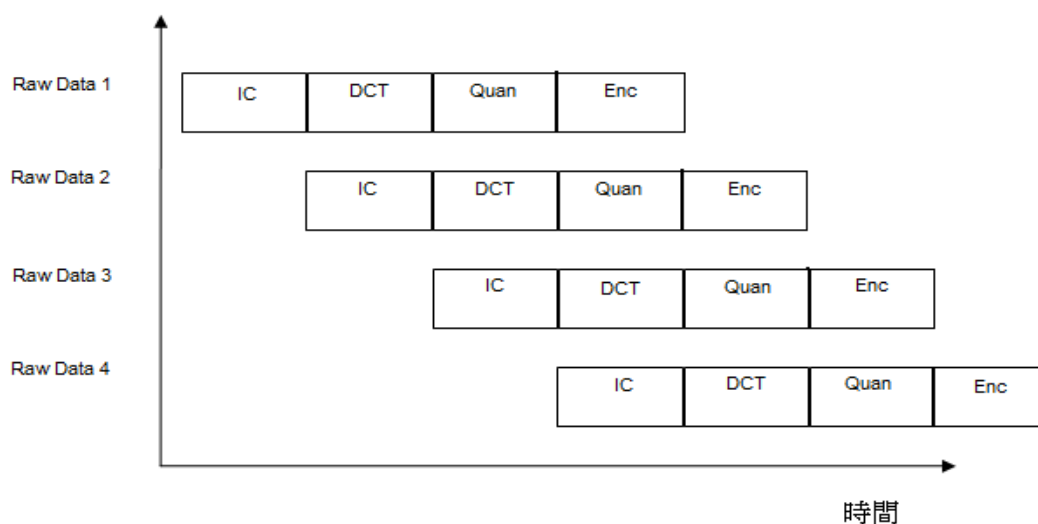 Raw Data 1
IC DCT Quan Enc
Raw Data 2
IC DCT Quan Enc
Raw Data 3
IC DCT Quan Enc
Raw Data 4
IC DCT Quan Enc
時間